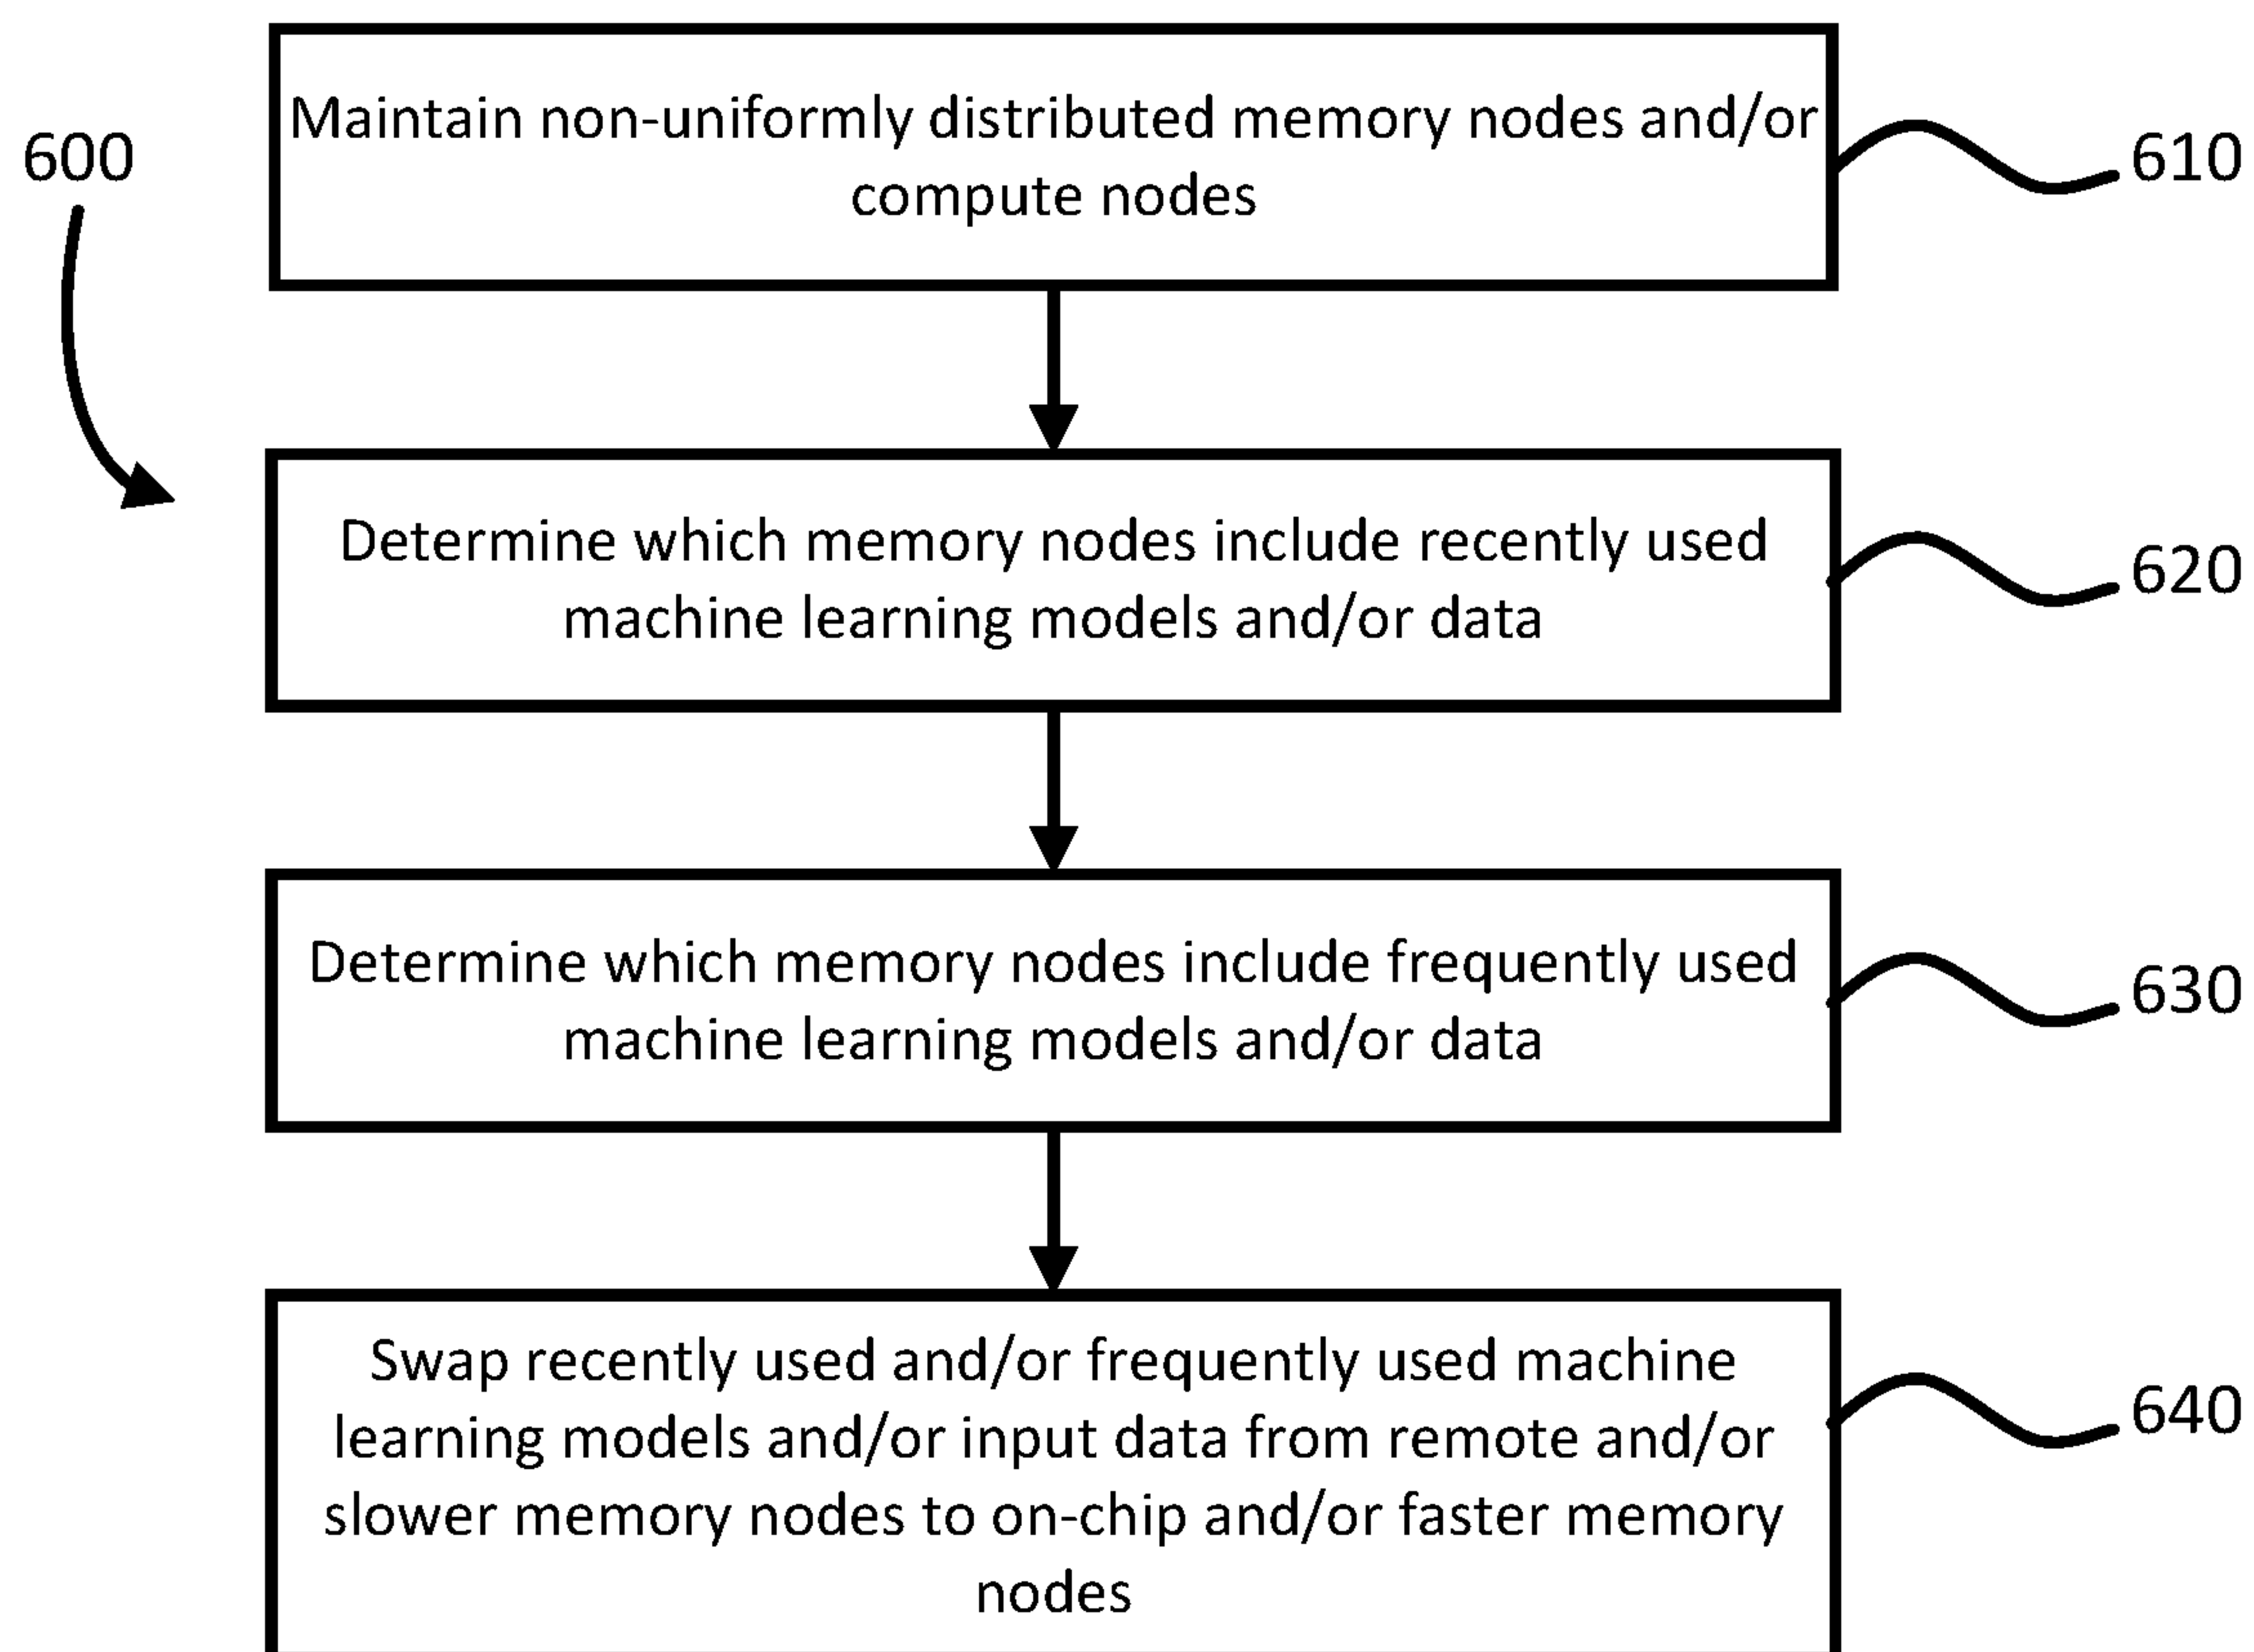 600
Maintain non-uniformly distributed memory nodes and/or
compute nodes
610
Determine which memory nodes include recently used
machine learning models and/or data
620
Determine which memory nodes include frequently used
machine learning models and/or data
630
Swap recently used and/or frequently used machine
learning models and/or input data from remote and/or
slower memory nodes to on-chip and/or faster memory
nodes
640